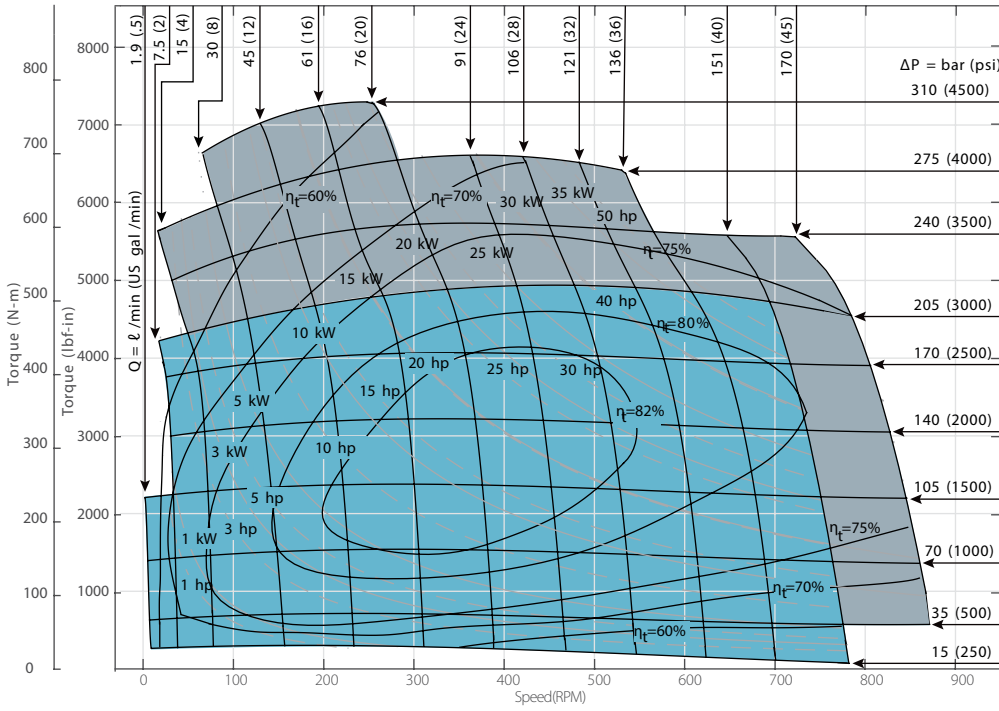 Q = ℓ /min (US gal /min)
1.9 (.5)
7.5 (2)
15 (4)
30 (8)
45 (12)
61 (16)
76 (20)
91 (24)
106 (28)
121 (32)
136 (36)
151 (40)
170 (45)
ΔP = bar (psi)
310 (4500)
275 (4000)
240 (3500)
205 (3000)
170 (2500)
140 (2000)
105 (1500)
70 (1000)
35 (500)
15 (250)
Torque (N-m)
800
700
600
500
400
300
200
100
0
Torque (lbf-in)
8000
7000
6000
5000
4000
3000
2000
1000
0
ηt=60%
ηt=70%
30 kW
35 kW
50 hp
20 kW
25 kW
ηt=75%
15 kW
40 hp
10 kW
ηt=80%
20 hp
25 hp
30 hp
15 hp
5 kW
ηt=82%
3 kW
10 hp
5 hp
3 hp
1 kW
ηt=75%
1 hp
ηt=70%
ηt=60%
0
100
200
300
400
500
600
700
800
900
Speed(RPM)